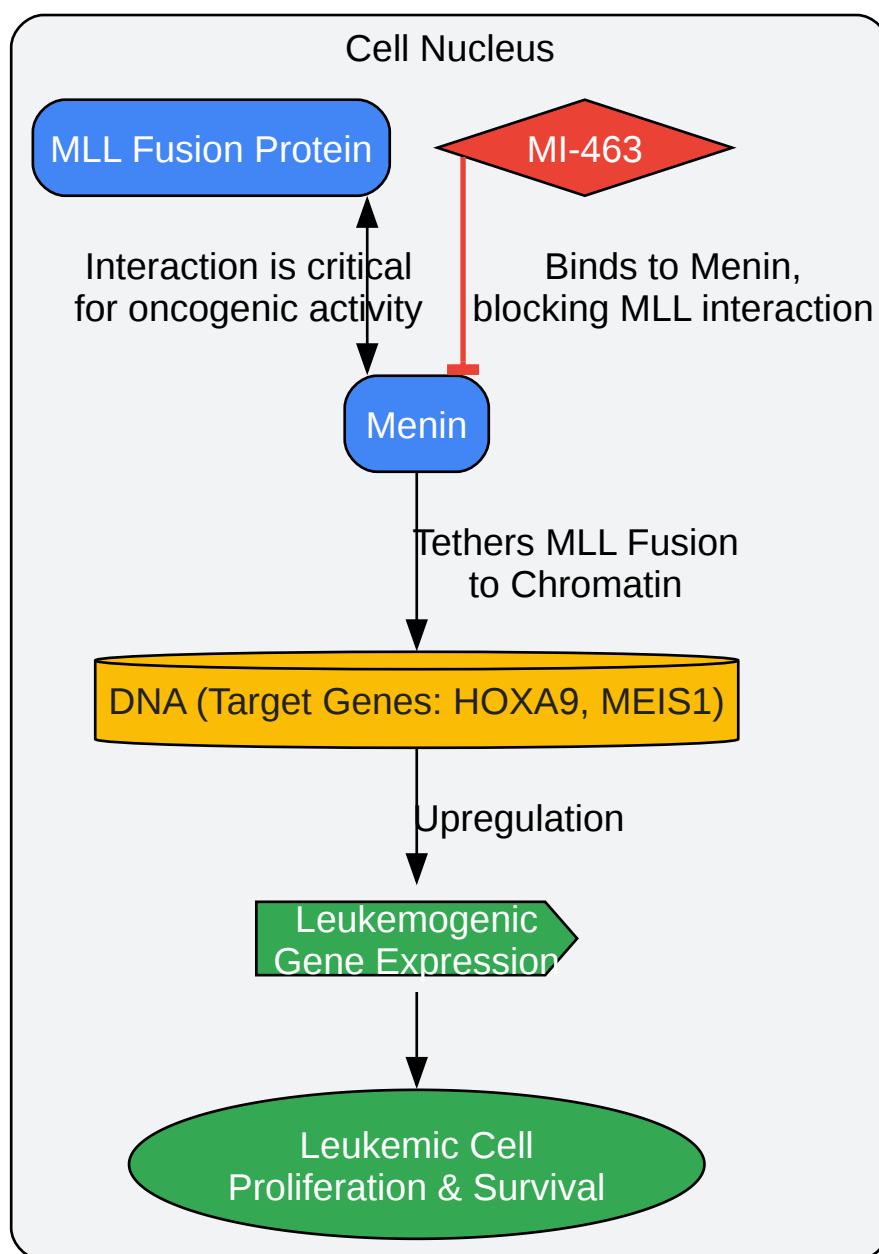 Cell Nucleus
MLL Fusion Protein
MI-463
Interaction is critical
for oncogenic activity
Binds to Menin,
blocking MLL interaction
Menin
Tethers MLL Fusion
to Chromatin
DNA (Target Genes: HOXA9, MEIS1)
Upregulation
Leukemogenic
Gene Expression
Leukemic Cell
Proliferation & Survival